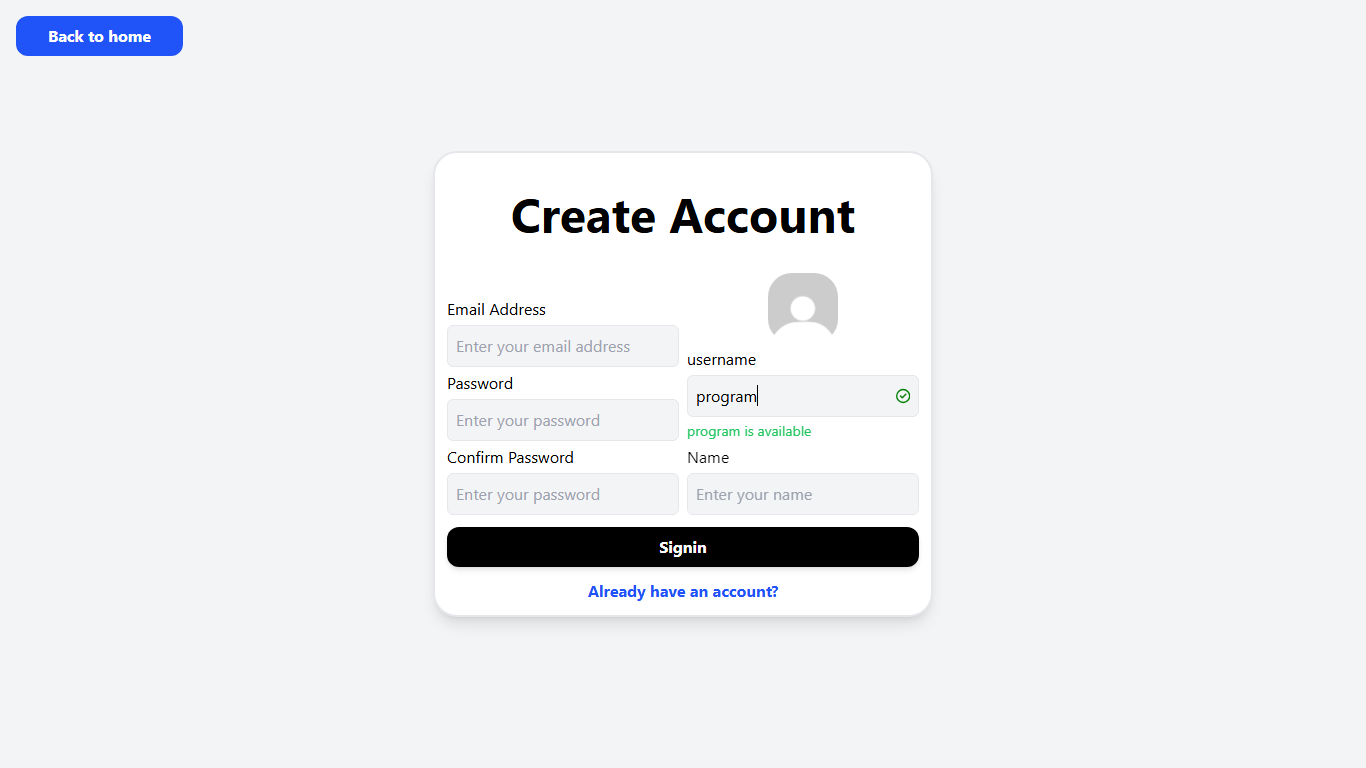 Back to home
Create Account
Email Address
Enter your email address
Password
Enter your password
Confirm Password
Enter your password
username
program
program is available
Name
Enter your name
Signin
Already have an account?